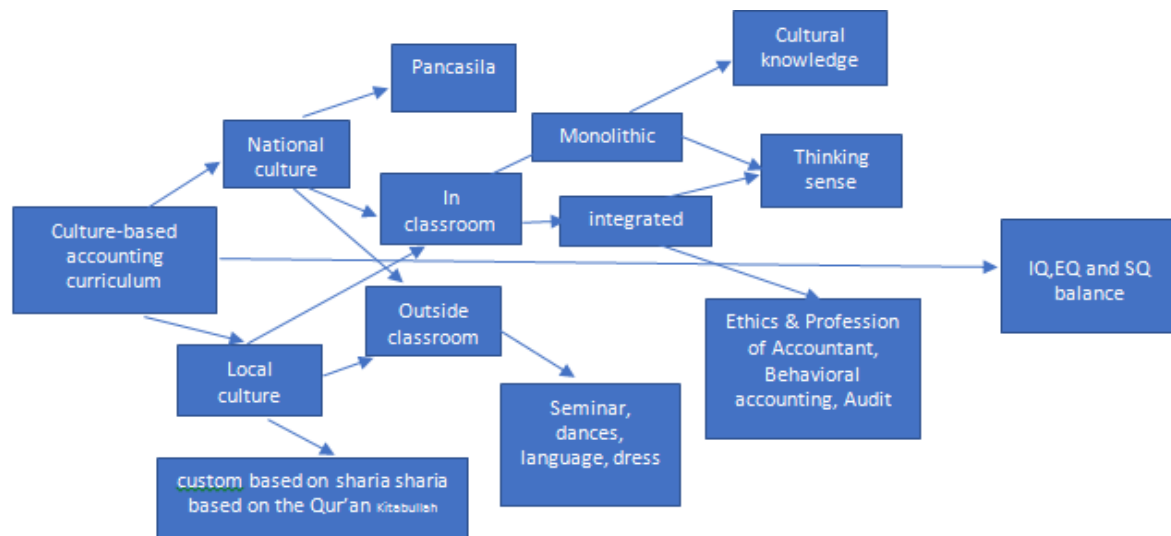 Cultural
knowledge
Pancasila
Monolithic
National
culture
Thinking
sense
In
classroom
integrated
Culture-based
accounting
curriculum
IQ,EQ and SQ
balance
Outside
classroom
Ethics & Profession
of Accountant,
Behavioral
accounting, Audit
Local
culture
Seminar,
dances,
language, dress
custom based on sharia sharia
based on the Qur’an Kitabullah